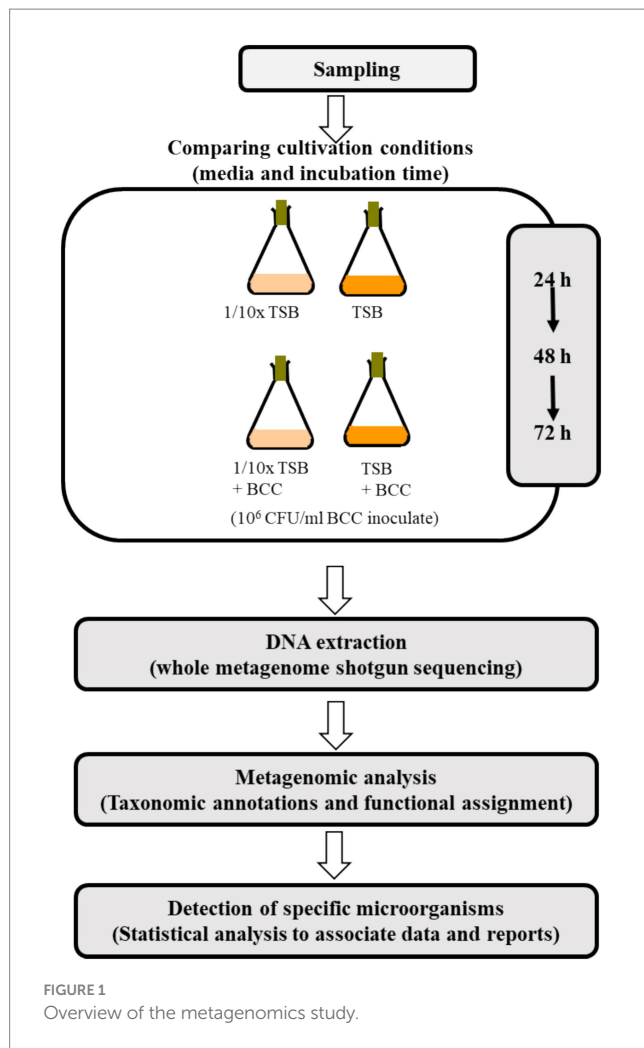 Sampling
Comparing cultivation conditions
(media and incubation time)
1/10x TSB
TSB
24 h
48 h
72 h
1/10x TSB
+ BCC
TSB
+ BCC
(10⁶ CFU/ml BCC inoculate)
DNA extraction
(whole metagenome shotgun sequencing)
Metagenomic analysis
(Taxonomic annotations and functional assignment)
Detection of specific microorganisms
(Statistical analysis to associate data and reports)
FIGURE 1
Overview of the metagenomics study.